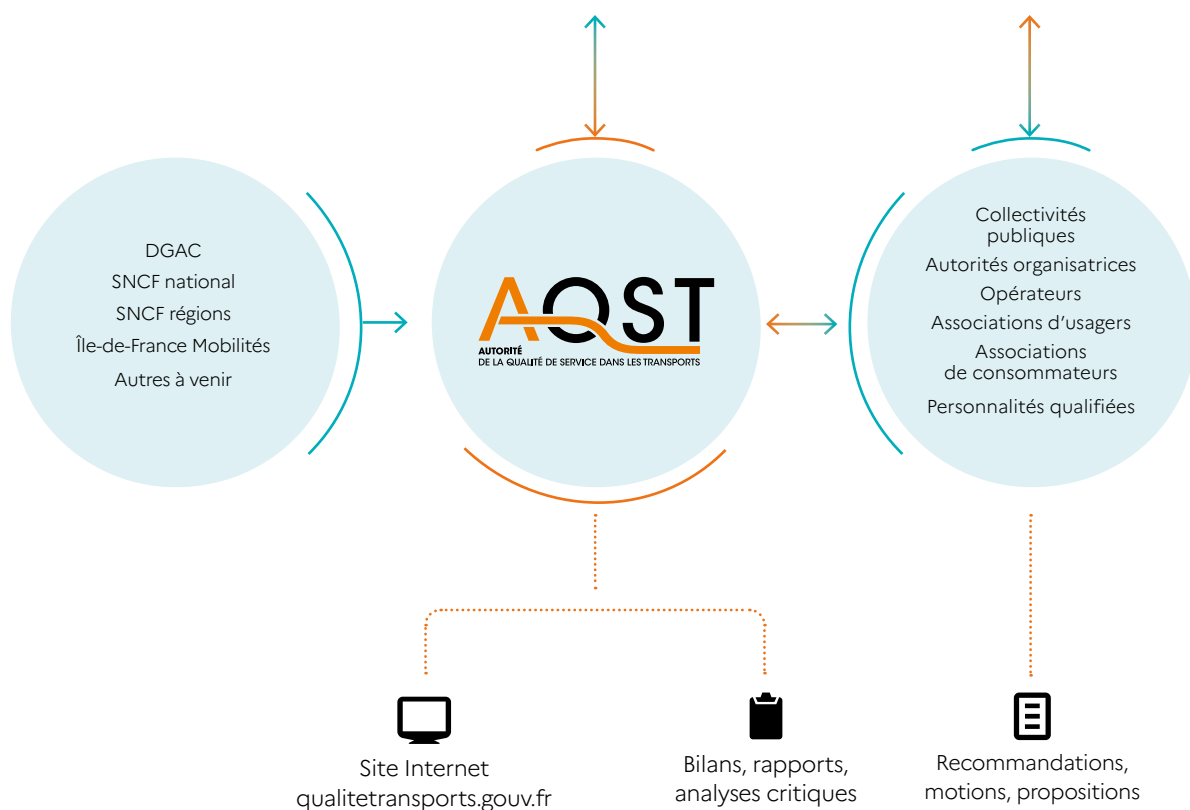 DGAC
SNCF national
SNCF régions
Île-de-France Mobilités
Autres à venir
AQST
AUTORITÉ
DE LA QUALITÉ DE SERVICE DANS LES TRANSPORTS
Collectivités
publiques
Autorités organisatrices
Opérateurs
Associations d’usagers
Associations
de consommateurs
Personnalités qualifiées
Site Internet
qualitetransports.gouv.fr
Bilans, rapports,
analyses critiques
Recommandations,
motions, propositions